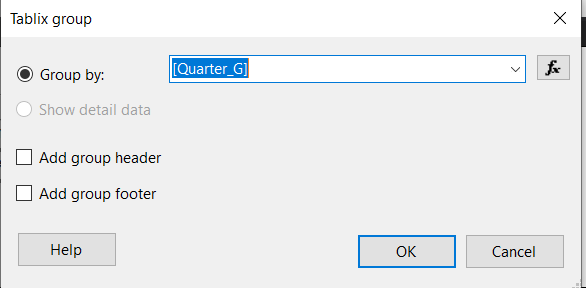 Tablix group
Group by:
[Quarter_G]
fx
Show detail data
Add group header
Add group footer
Help
OK
Cancel